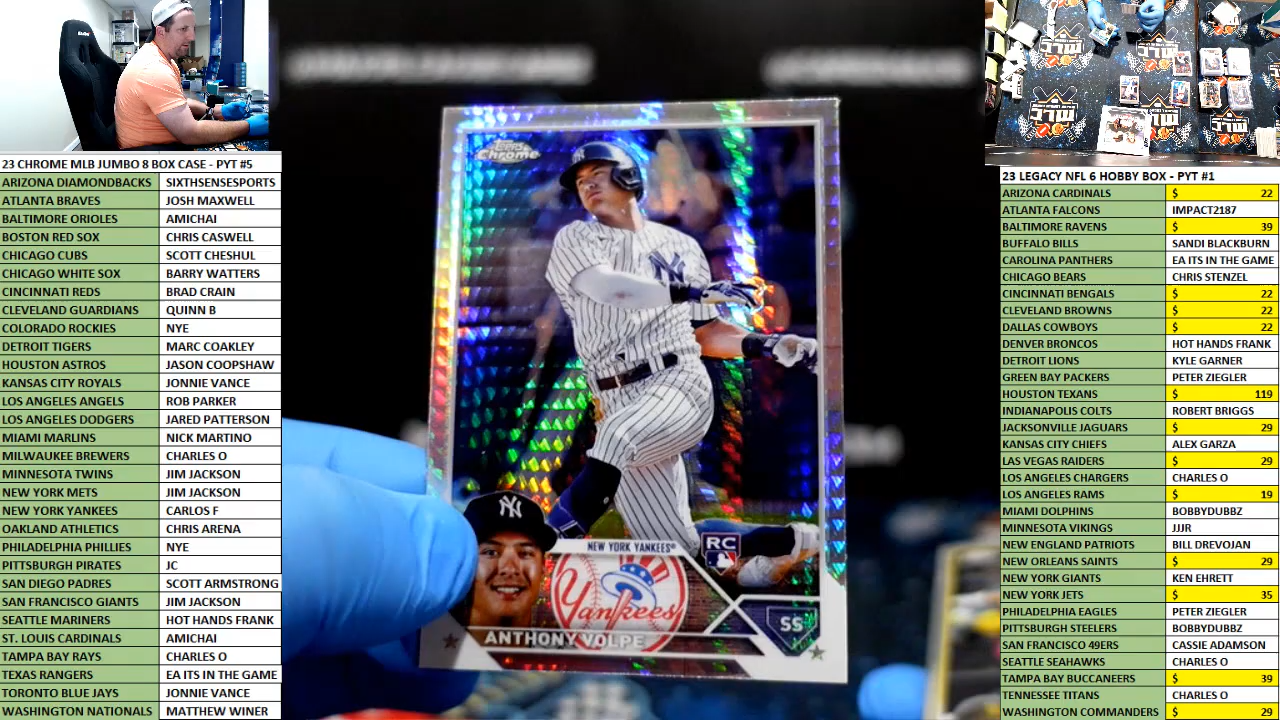 23 CHROME MLB JUMBO 8 BOX CASE - PYT #5
ARIZONA DIAMONDBACKS SIXTHSENSESPORTS
ATLANTA BRAVES JOSH MAXWELL
BALTIMORE ORIOLES AMICHAI
BOSTON RED SOX CHRIS CASWELL
CHICAGO CUBS SCOTT CHESHUL
CHICAGO WHITE SOX BARRY WATTERS
CINCINNATI REDS BRAD CRAIN
CLEVELAND GUARDIANS QUINN B
COLORADO ROCKIES NYE
DETROIT TIGERS MARC COAKLEY
HOUSTON ASTROS JASON COOPSHAW
KANSAS CITY ROYALS JONNIE VANCE
LOS ANGELES ANGELS ROB PARKER
LOS ANGELES DODGERS JARED PATTERSON
MIAMI MARLINS NICK MARTINO
MILWAUKEE BREWERS CHARLES O
MINNESOTA TWINS JIM JACKSON
NEW YORK METS JIM JACKSON
NEW YORK YANKEES CARLOS F
OAKLAND ATHLETICS CHRIS ARENA
PHILADELPHIA PHILLIES NYE
PITTSBURGH PIRATES JC
SAN DIEGO PADRES SCOTT ARMSTRONG
SAN FRANCISCO GIANTS JIM JACKSON
SEATTLE MARINERS HOT HANDS FRANK
ST. LOUIS CARDINALS AMICHAI
TAMPA BAY RAYS CHARLES O
TEXAS RANGERS EA ITS IN THE GAME
TORONTO BLUE JAYS JONNIE VANCE
WASHINGTON NATIONALS MATTHEW WINER
Topps
Chrome
NY
NY
NEW YORK YANKEES®
RC
Yankees
SS
ANTHONY VOLPE
23 LEGACY NFL 6 HOBBY BOX - PYT #1
ARIZONA CARDINALS $ 22
ATLANTA FALCONS IMPACT2187
BALTIMORE RAVENS $ 39
BUFFALO BILLS SANDI BLACKBURN
CAROLINA PANTHERS EA ITS IN THE GAME
CHICAGO BEARS CHRIS STENZEL
CINCINNATI BENGALS $ 22
CLEVELAND BROWNS $ 22
DALLAS COWBOYS $ 22
DENVER BRONCOS HOT HANDS FRANK
DETROIT LIONS KYLE GARNER
GREEN BAY PACKERS PETER ZIEGLER
HOUSTON TEXANS $ 119
INDIANAPOLIS COLTS ROBERT BRIGGS
JACKSONVILLE JAGUARS $ 29
KANSAS CITY CHIEFS ALEX GARZA
LAS VEGAS RAIDERS $ 29
LOS ANGELES CHARGERS CHARLES O
LOS ANGELES RAMS $ 19
MIAMI DOLPHINS BOBBYDUBBZ
MINNESOTA VIKINGS JJJR
NEW ENGLAND PATRIOTS BILL DREVOJAN
NEW ORLEANS SAINTS $ 29
NEW YORK GIANTS KEN EHRETT
NEW YORK JETS $ 35
PHILADELPHIA EAGLES PETER ZIEGLER
PITTSBURGH STEELERS BOBBYDUBBZ
SAN FRANCISCO 49ERS CASSIE ADAMSON
SEATTLE SEAHAWKS CHARLES O
TAMPA BAY BUCCANEERS $ 39
TENNESSEE TITANS CHARLES O
WASHINGTON COMMANDERS $ 29